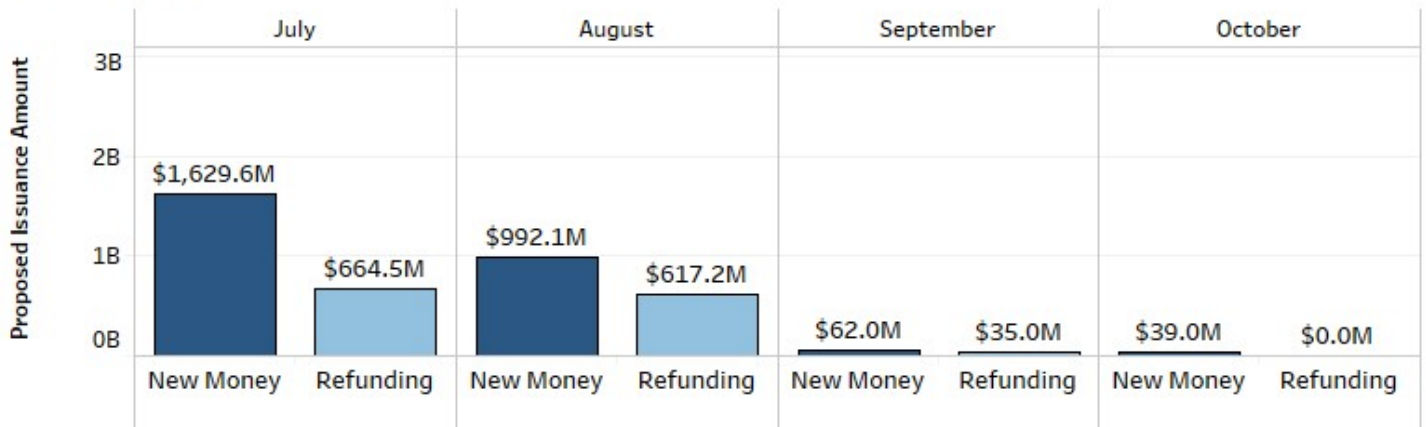 July August September October
Proposed Issuance Amount
3B
2B
1B
0B
$1,629.6M
$664.5M
$992.1M
$617.2M
$62.0M
$35.0M
$39.0M
$0.0M
New Money Refunding New Money Refunding New Money Refunding New Money Refunding